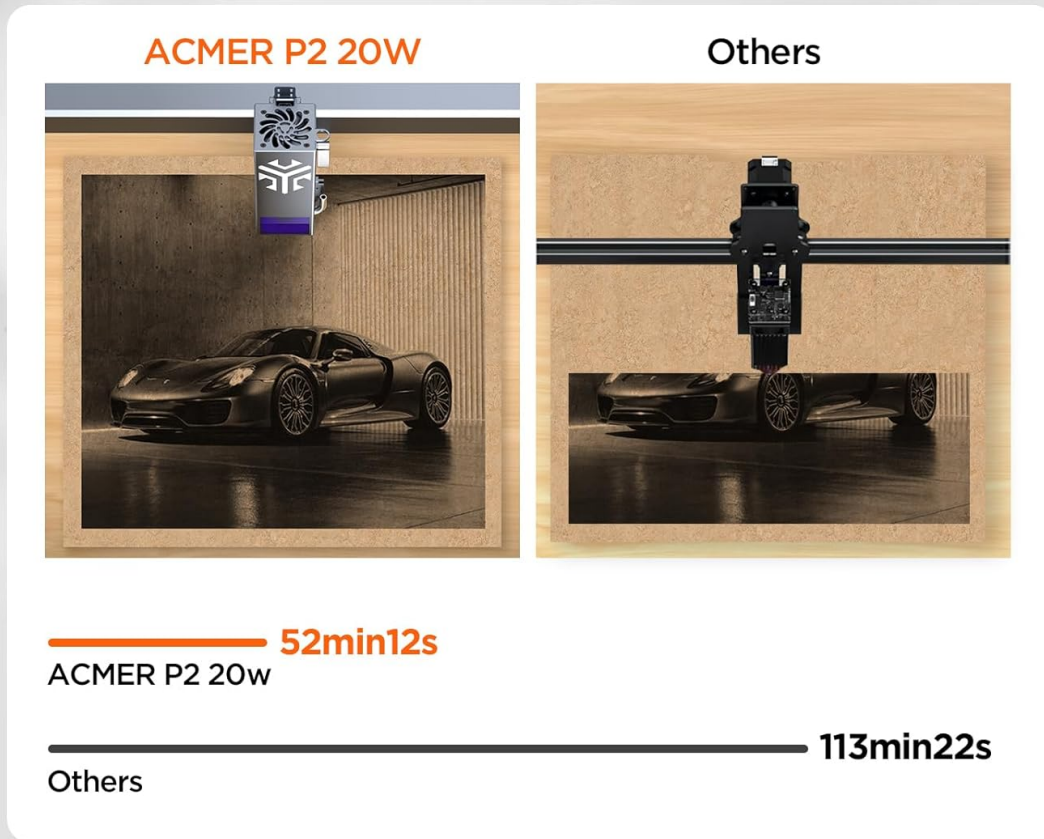 ACMER P2 20W
Others
52min12s
ACMER P2 20w
113min22s
Others